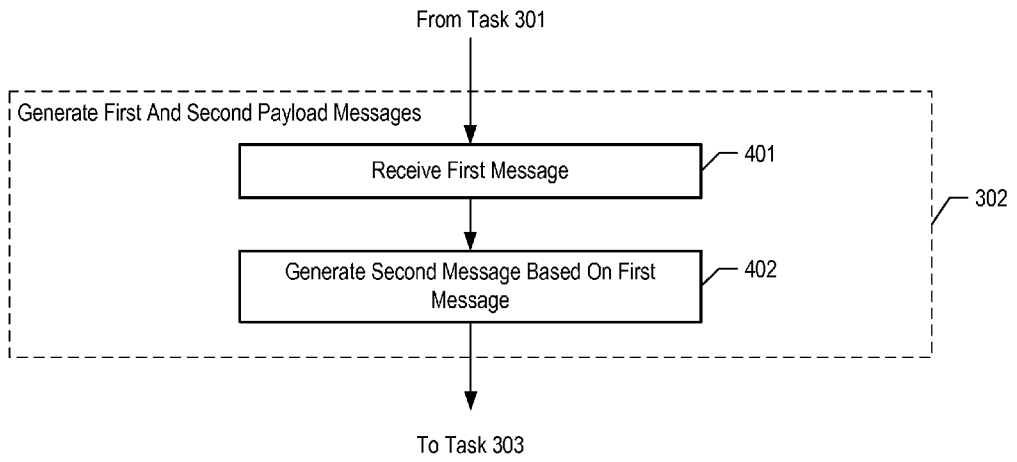 From Task 301
Generate First And Second Payload Messages
Receive First Message
401
302
Generate Second Message Based On First
Message
402
To Task 303